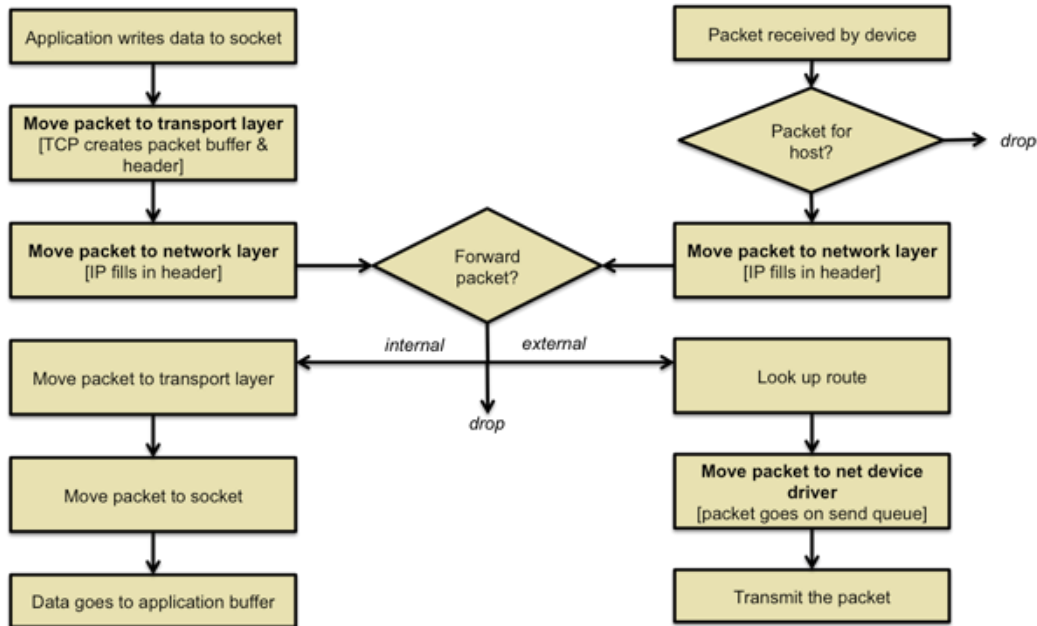 Application writes data to socket
Move packet to transport layer
[TCP creates packet buffer &
header]
Move packet to network layer
[IP fills in header]
Packet received by device
Packet for
host?
drop
Move packet to network layer
[IP fills in header]
Forward
packet?
internal
external
drop
Move packet to transport layer
Move packet to socket
Data goes to application buffer
Look up route
Move packet to net device
driver
[packet goes on send queue]
Transmit the packet